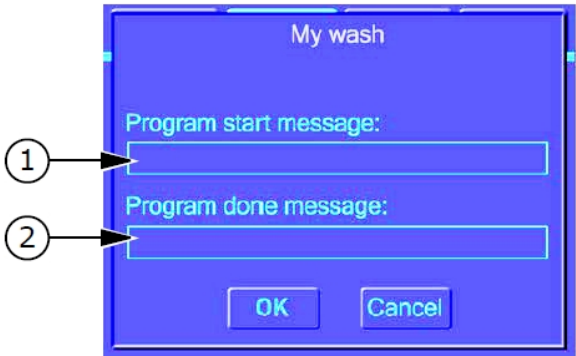 My wash
Program start message:
1
Program done message:
2
OK Cancel